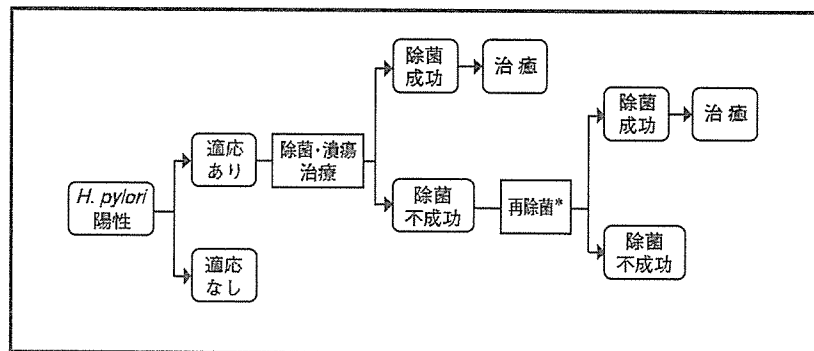 H. pylori
陽性
適応
あり
適応
なし
除菌・潰瘍
治療
除菌
成功
治 癒
除菌
不成功
再除菌*
除菌
成功
治 癒
除菌
不成功